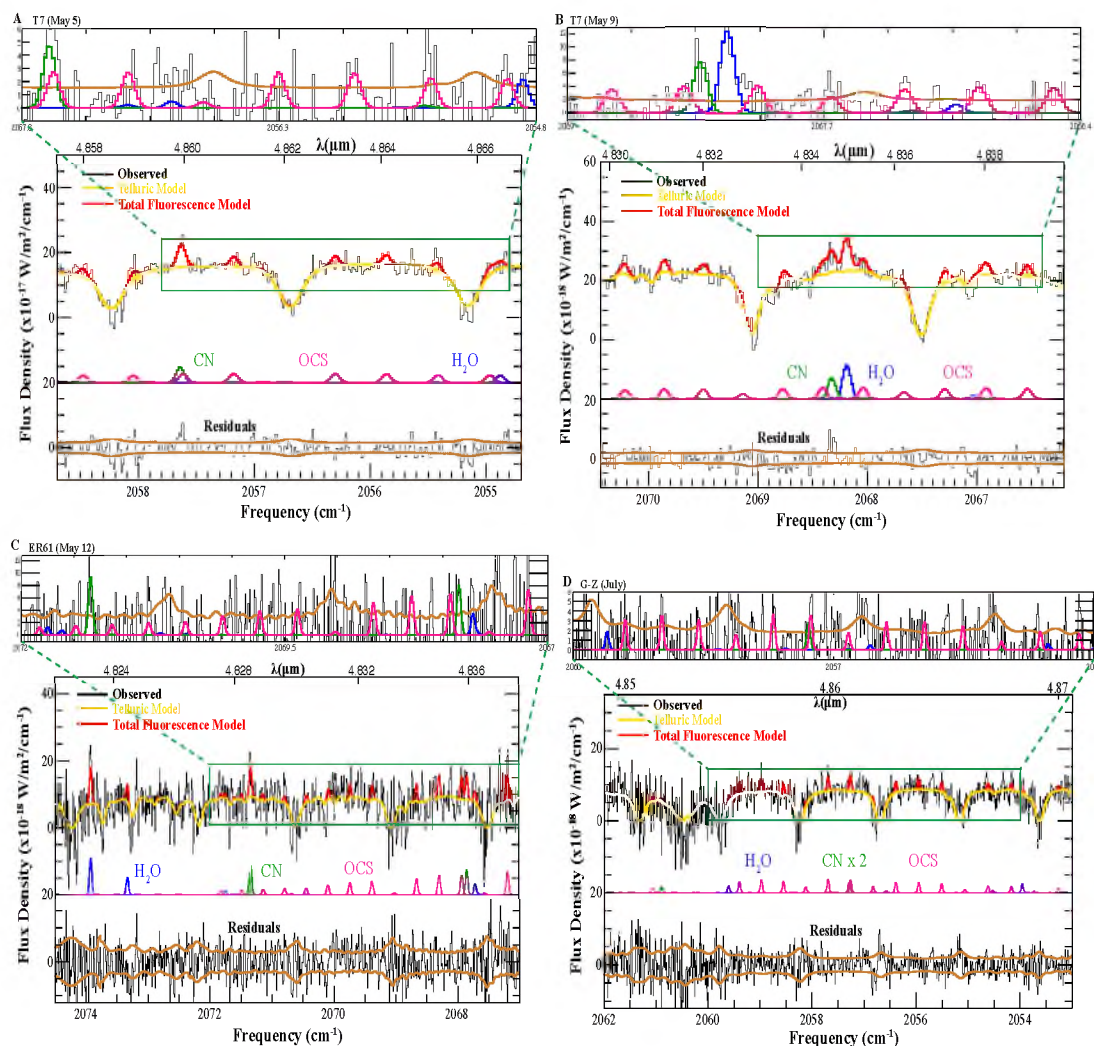 A T7 (May 5)
2056.9
2054.8
4.858 4.860 4.862 4.864 4.866
λ(μm)
Observed
Telluric Model
Total Fluorescence Model
40
20
0
CN OCS H₂O
20
Residuals
0
2058 2057 2056 2055
Frequency (cm⁻¹)
Flux Density (x10⁻¹⁷ W/m²/cm⁻¹)
B T7 (May 9)
2067.7
4.830 4.832 4.834 4.836
λ(μm)
60
Observed
Telluric Model
Total Fluorescence Model
40
20
0
CN H₂O OCS
20
Residuals
0
2070 2069 2068 2067
Frequency (cm⁻¹)
Flux Density (x10⁻¹⁸ W/m²/cm⁻¹)
C ER61 (May 12)
2069.5
2067
λ(μm)
4.824 4.828 4.832 4.836
40
Observed
Telluric Model
Total Fluorescence Model
20
0
H₂O CN OCS
20
Residuals
0
2074 2072 2070 2068
Frequency (cm⁻¹)
Flux Density (x10⁻¹⁸ W/m²/cm⁻¹)
D G-Z (July)
2057
4.85 4.86 4.87
λ(μm)
Observed
Telluric Model
Total Fluorescence Model
20
0
H₂O CN x 2 OCS
20
Residuals
0
2062 2060 2058 2056 2054
Frequency (cm⁻¹)
Flux Density (x10⁻¹⁸ W/m²/cm⁻¹)